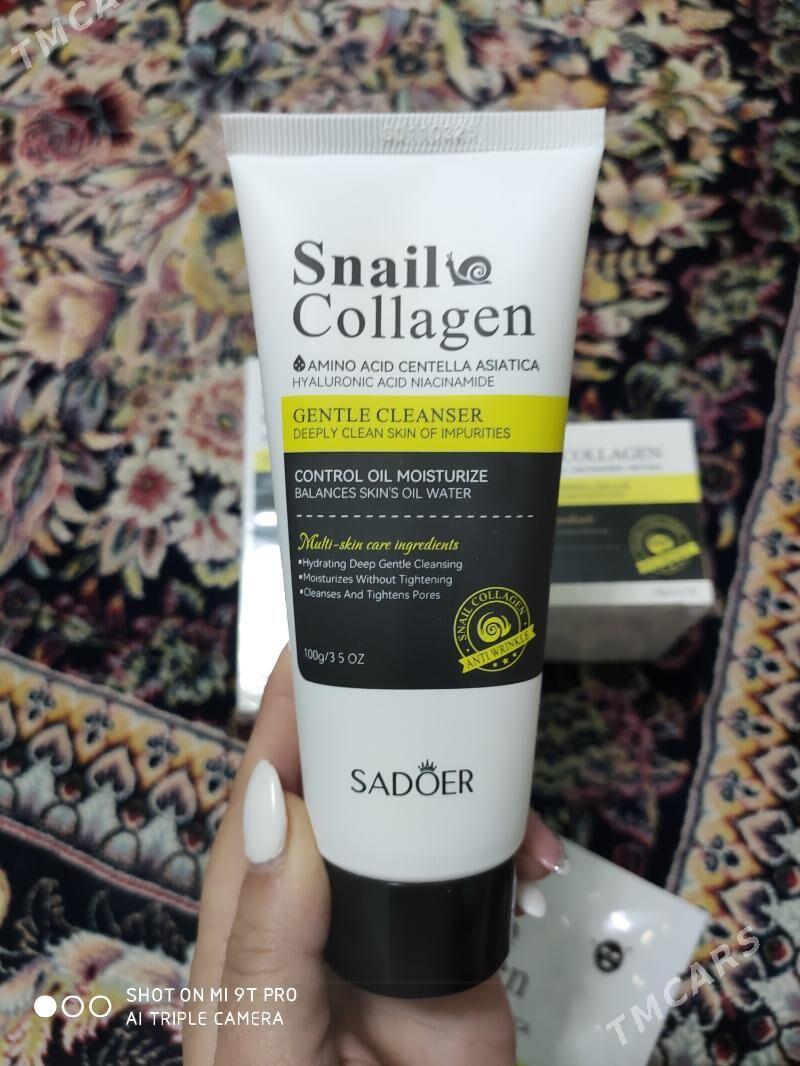 TMCARS
SD110325
Snail
Collagen
AMINO ACID CENTELLA ASIATICA
HYALURONIC ACID NIACINAMIDE
GENTLE CLEANSER
DEEPLY CLEAN SKIN OF IMPURITIES
CONTROL OIL MOISTURIZE
BALANCES SKIN'S OIL WATER
Multi-skin care ingredients
•Hydrating Deep Gentle Cleansing
•Moisturizes Without Tightening
•Cleanses And Tightens Pores
SNAIL COLLAGEN
ANTI WRINKLE
100g/3 5 OZ
SADOER
COLLAGEN
TMCARS
SHOT ON MI 9T PRO
AI TRIPLE CAMERA